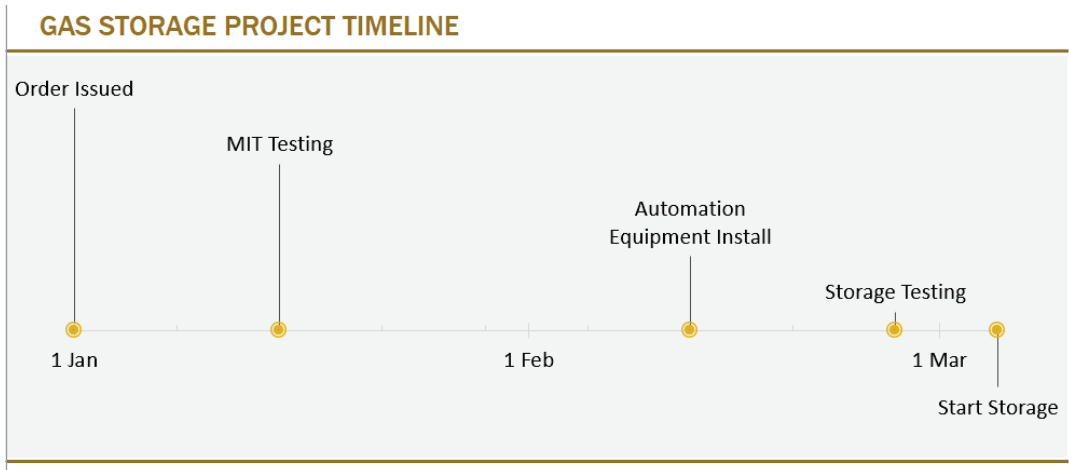 GAS STORAGE PROJECT TIMELINE
Order Issued
MIT Testing
Automation
Equipment Install
Storage Testing
1 Jan
1 Feb
1 Mar
Start Storage